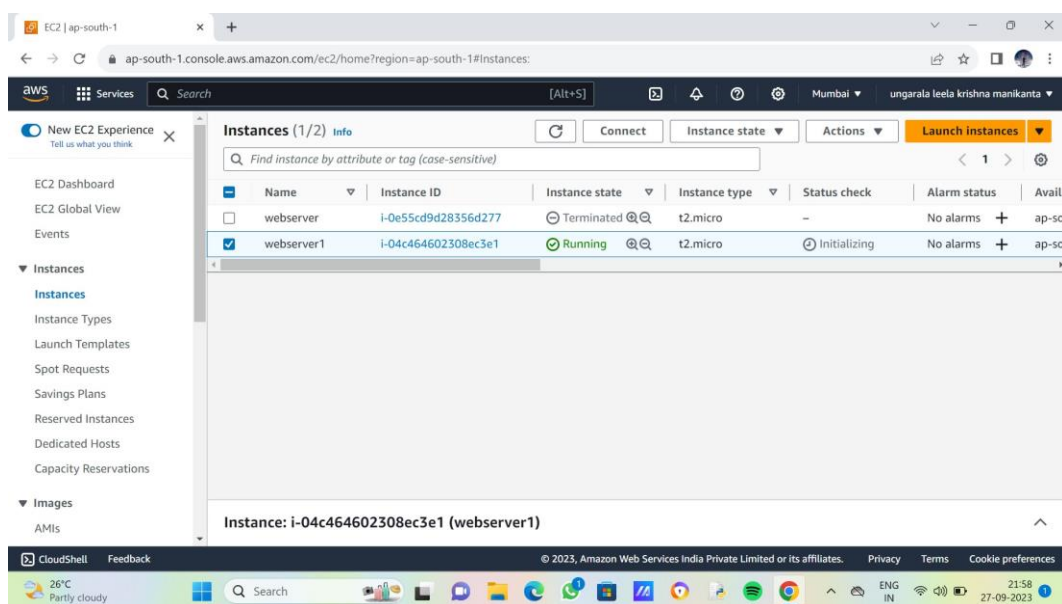 EC2 | ap-south-1
ap-south-1.console.aws.amazon.com/ec2/home?region=ap-south-1#Instances:
aws Services Search [Alt+S] Mumbai ungarala leela krishna manikanta
New EC2 Experience
Tell us what you think
EC2 Dashboard
EC2 Global View
Events
Instances
Instances
Instance Types
Launch Templates
Spot Requests
Savings Plans
Reserved Instances
Dedicated Hosts
Capacity Reservations
Images
AMIs
Instances (1/2) Info Connect Instance state Actions Launch instances
Find instance by attribute or tag (case-sensitive) 1
Name Instance ID Instance state Instance type Status check Alarm status Avail
webserver i-0e55cd9d28356d277 Terminated t2.micro – No alarms + ap-so
webserver1 i-04c464602308ec3e1 Running t2.micro Initializing No alarms + ap-so
Instance: i-04c464602308ec3e1 (webserver1)
CloudShell Feedback © 2023, Amazon Web Services India Private Limited or its affiliates. Privacy Terms Cookie preferences
26°C
Partly cloudy
Search
1
ENG
IN
21:58
27-09-2023
1